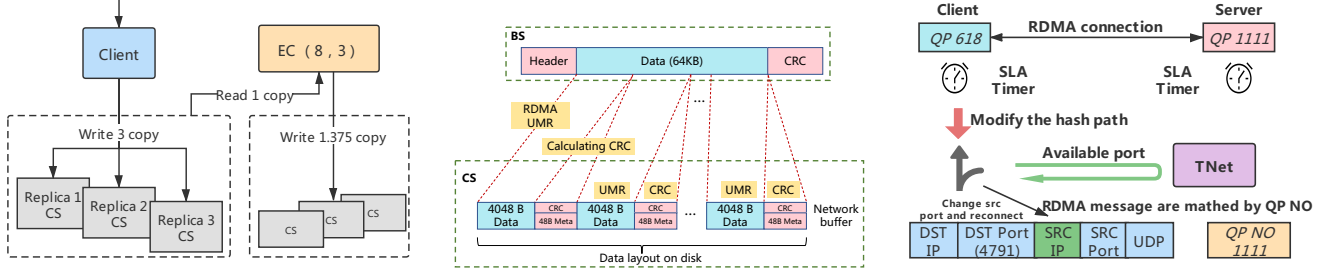 Client
EC (8,3)
Read 1 copy
Write 3 copy
Write 1.375 copy
Replica 1
CS
Replica 2
CS
Replica 3
CS
CS
CS
CS
BS
Header
Data (64KB)
CRC
RDMA
UMR
...
Calculating CRC
CS
UMR
CRC
UMR
CRC
4048 B
Data
CRC
48B Meta
4048 B
Data
CRC
48B Meta
...
4048 B
Data
CRC
48B Meta
Network
buffer
Data layout on disk
Client
Server
QP 618
RDMA connection
QP 1111
SLA
Timer
SLA
Timer
Modify the hash path
Available port
TNet
Change src
port and reconnect
RDMA message are mathed by QP NO
DST
IP
DST Port
(4791)
SRC
IP
SRC
Port
UDP
QP NO
1111